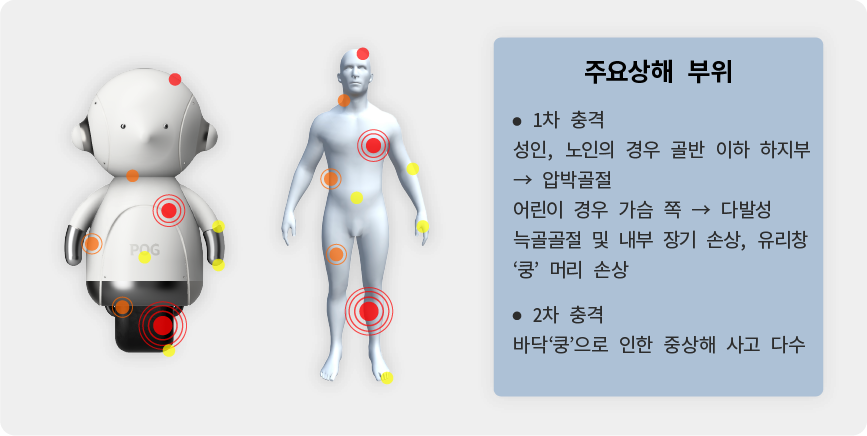 POG
주요상해 부위
● 1차 충격
성인, 노인의 경우 골반 이하 하지부
→ 압박골절
어린이 경우 가슴 쪽 → 다발성
늑골골절 및 내부 장기 손상, 유리창
‘쿵’ 머리 손상
● 2차 충격
바닥‘쿵’으로 인한 중상해 사고 다수